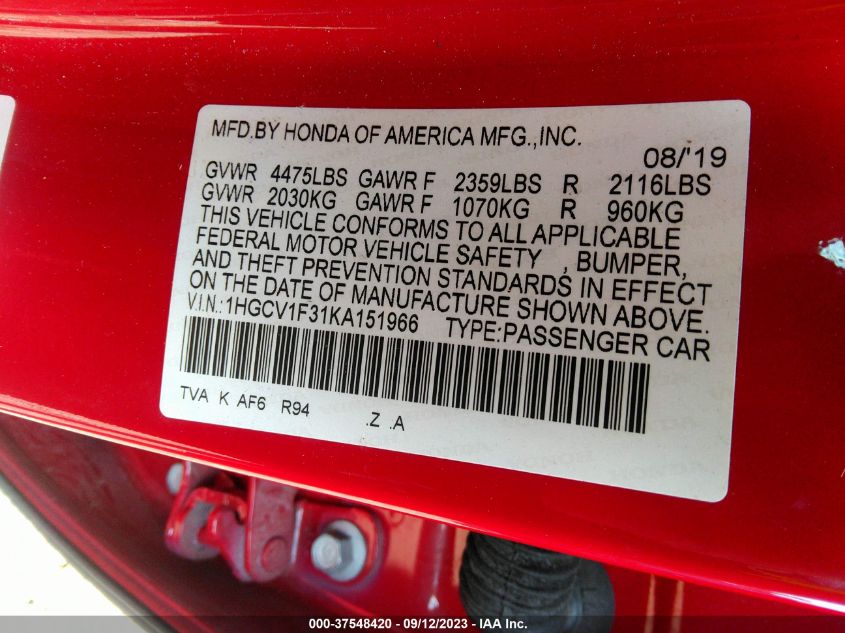 MFD.BY HONDA OF AMERICA MFG.,INC.
08/'19
GVWR 4475LBS GAWR F 2359LBS R 2116LBS
GVWR 2030KG GAWR F 1070KG R 960KG
THIS VEHICLE CONFORMS TO ALL APPLICABLE
FEDERAL MOTOR VEHICLE SAFETY , BUMPER,
AND THEFT PREVENTION STANDARDS IN EFFECT
ON THE DATE OF MANUFACTURE SHOWN ABOVE.
V.I.N.:1HGCV1F31KA151966 TYPE:PASSENGER CAR
TVA K AF6 R94 .Z .A
000-37548420 - 09/12/2023 - IAA Inc.